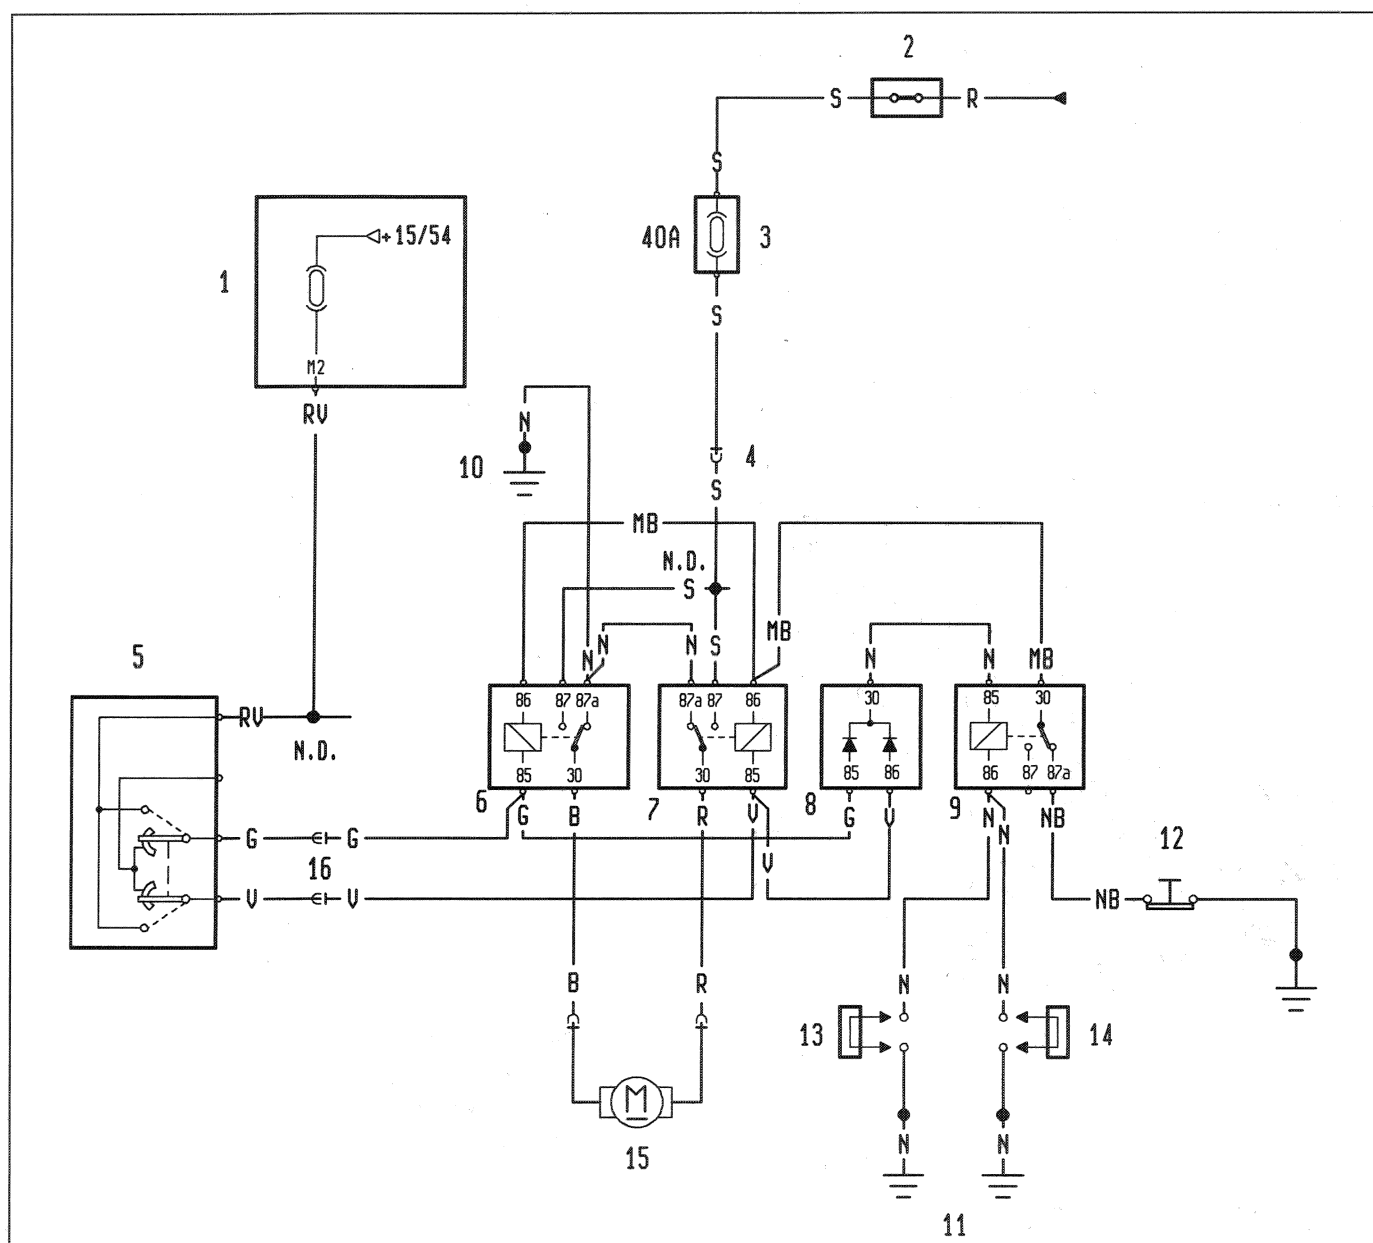 2
S R
S
40A 3
+15/54
1
S
M2
RV
N
10
4
S
MB
N.D.
S
MB
5
N N N S
N N MB
86 87 87a
87a 87 86
30
85 30
RV
N.D.
85 30
30 85
85 86
86 87 87a
6 7 8 9
G B R V G V N N NB
12
G G
16
V
V V
NB
B R N N
13 14
M
15
N N
11